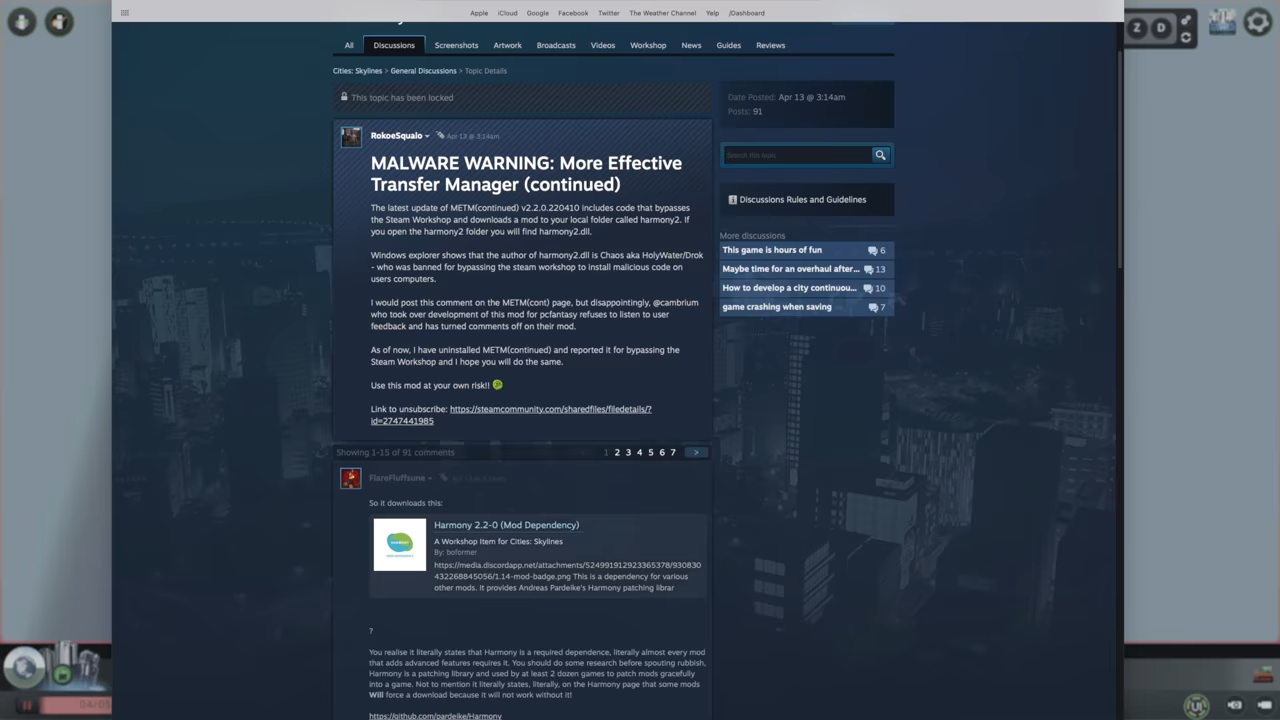 Apple iCloud Google Facebook Twitter The Weather Channel Yelp /Dashboard
All Discussions Screenshots Artwork Broadcasts Videos Workshop News Guides Reviews
Cities: Skylines > General Discussions > Topic Details
This topic has been locked
RokoeSqualo Apr 13 @ 3:14am
MALWARE WARNING: More Effective
Transfer Manager (continued)
The latest update of METM(continued) v2.2.0.220410 includes code that bypasses
the Steam Workshop and downloads a mod to your local folder called harmony2. If
you open the harmony2 folder you will find harmony2.dll.
Windows explorer shows that the author of harmony2.dll is Chaos aka HolyWater/Drok
- who was banned for bypassing the steam workshop to install malicious code on
users computers.
I would post this comment on the METM(cont) page, but disappointingly, @cambrium
who took over development of this mod for pcfantasy refuses to listen to user
feedback and has turned comments off on their mod.
As of now, I have uninstalled METM(continued) and reported it for bypassing the
Steam Workshop and I hope you will do the same.
Use this mod at your own risk!!
Link to unsubscribe: https://steamcommunity.com/sharedfiles/filedetails/?
id=2747441985
Showing 1-15 of 91 comments
1 2 3 4 5 6 7 >
FlareFluffsune
So it downloads this:
Harmony 2.2-0 (Mod Dependency)
A Workshop Item for Cities: Skylines
By: boformer
https://media.discordapp.net/attachments/52499191292336537​8/930830
432268845056/1.14-mod-badge.png This is a dependency for various
other mods. It provides Andreas Pardeike's Harmony patching librar
?
You realise it literally states that Harmony is a required dependence, literally almost every mod
that adds advanced features requires it. You should do some research before spouting rubbish,
Harmony is a patching library and used by at least 2 dozen games to patch mods gracefully
into a game. Not to mention it literally states, literally, on the Harmony page that some mods
Will force a download because it will not work without it!
https://github.com/pardeike/Harmony
Date Posted: Apr 13 @ 3:14am
Posts: 91
Search this topic
Discussions Rules and Guidelines
More discussions
This game is hours of fun 6
Maybe time for an overhaul after... 13
How to develop a city continuou... 10
game crashing when saving 7
Z D